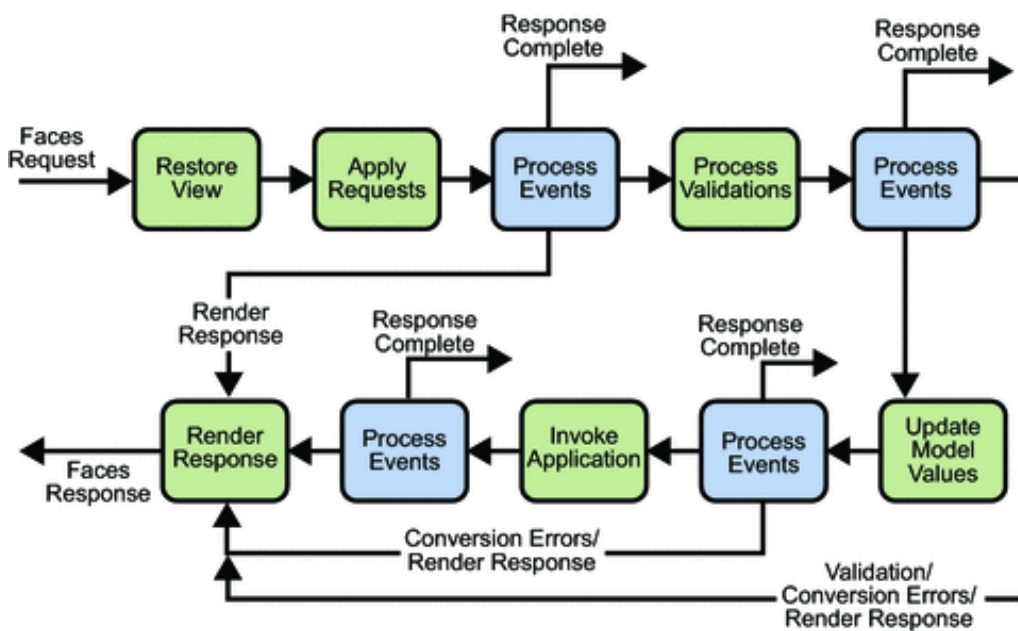 Response
Complete
Response
Complete
Faces
Request
Restore
View
Apply
Requests
Process
Events
Process
Validations
Process
Events
Render
Response
Response
Complete
Response
Complete
Render
Response
Process
Events
Invoke
Application
Process
Events
Update
Model
Values
Faces
Response
Conversion Errors/
Render Response
Validation/
Conversion Errors/
Render Response